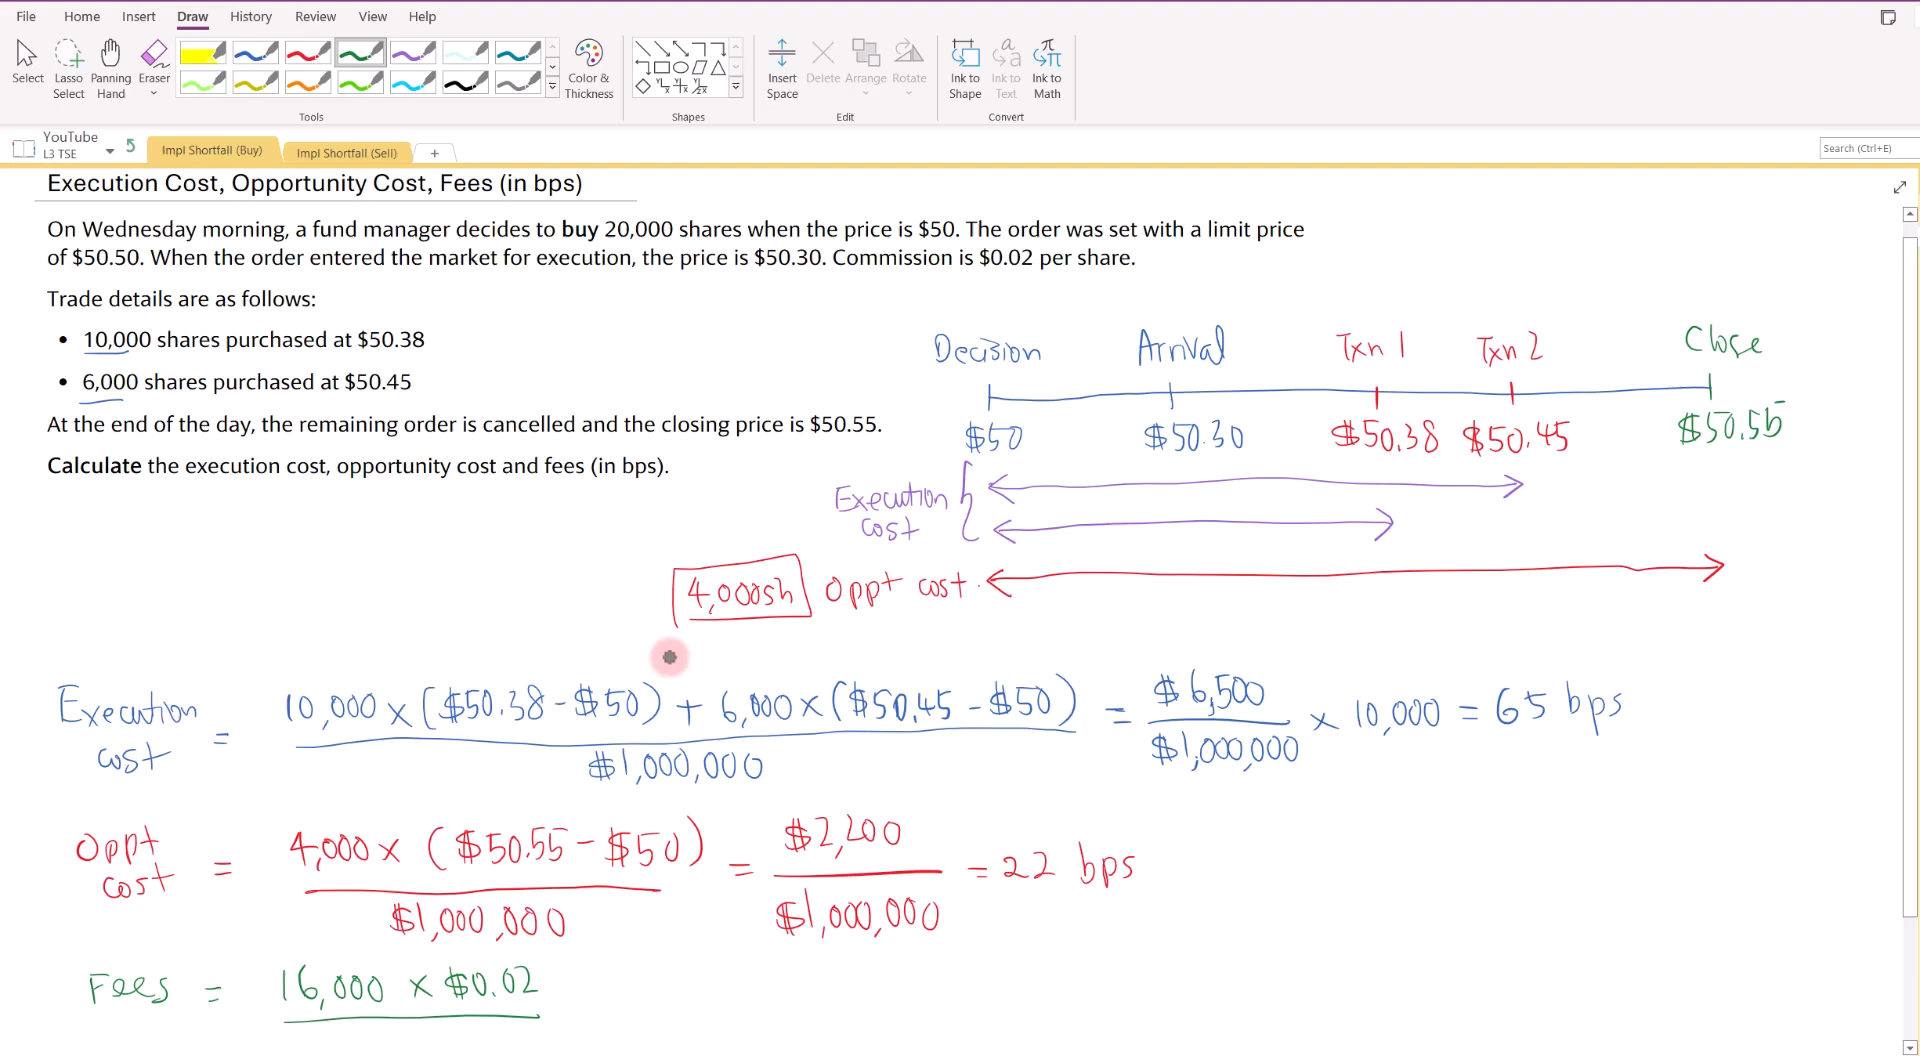 File Home Insert Draw History Review View Help
Select Lasso Select Panning Hand Eraser Color & Thickness Insert Space Delete Arrange Rotate Ink to Shape Ink to Text Ink to Math
Tools Shapes Edit Convert
YouTube
L3 TSE
Impl Shortfall (Buy) Impl Shortfall (Sell) +
Search (Ctrl+E)
Execution Cost, Opportunity Cost, Fees (in bps)
On Wednesday morning, a fund manager decides to buy 20,000 shares when the price is $50. The order was set with a limit price
of $50.50. When the order entered the market for execution, the price is $50.30. Commission is $0.02 per share.
Trade details are as follows:
• 10,000 shares purchased at $50.38
• 6,000 shares purchased at $50.45
At the end of the day, the remaining order is cancelled and the closing price is $50.55.
Calculate the execution cost, opportunity cost and fees (in bps).
Decision Arrival Txn 1 Txn 2 Close
$50 $50.30 $50.38 $50.45 $50.55
Execution
cost
4,000sh Oppt cost
Execution cost = 10,000 × ($50.38 - $50) + 6,000 × ($50.45 - $50) = $6,500 × 10,000 = 65 bps
$1,000,000 $1,000,000
Oppt cost = 4,000 × ($50.55 - $50) = $2,200 = 22 bps
$1,000,000 $1,000,000
Fees = 16,000 × $0.02